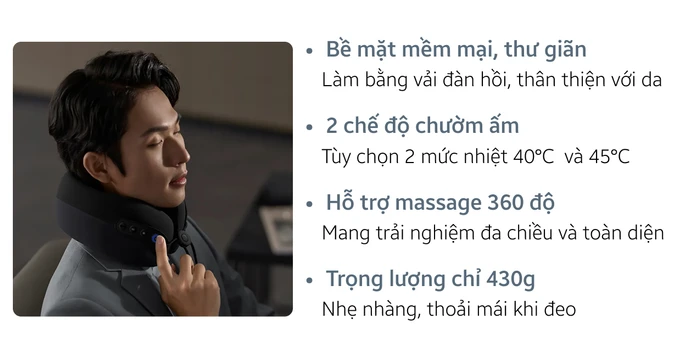 • Bề mặt mềm mại, thư giãn
Làm bằng vải đàn hồi, thân thiện với da
• 2 chế độ chườm ấm
Tùy chọn 2 mức nhiệt 40°C và 45°C
• Hỗ trợ massage 360 độ
Mang trải nghiệm đa chiều và toàn diện
• Trọng lượng chỉ 430g
Nhẹ nhàng, thoải mái khi đeo